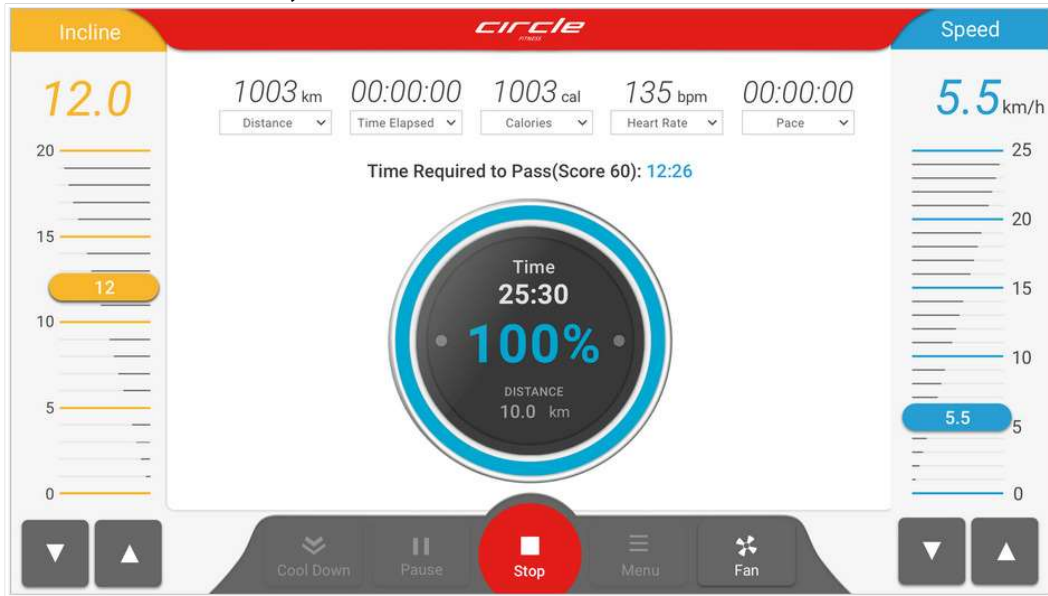 Incline
circle
FITNESS
Speed
12.0
1003 km
00:00:00
1003 cal
135 bpm
00:00:00
5.5 km/h
Distance
Time Elapsed
Calories
Heart Rate
Pace
Time Required to Pass(Score 60): 12:26
20
15
12
10
5
0
Time
25:30
100%
DISTANCE
10.0 km
25
20
15
10
5.5
5
0
Cool Down
Pause
Stop
Menu
Fan